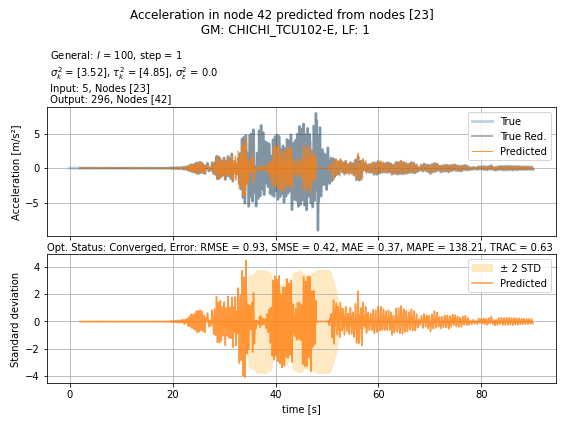 Acceleration in node 42 predicted from nodes [23]
GM: CHICHI_TCU102-E, LF: 1
General: l = 100, step = 1
σ²ₖ = [3.52], τ²ₖ = [4.85], σ²ε = 0.0
Input: 5, Nodes [23]
Output: 296, Nodes [42]
Acceleration [m/s²]
5
0
−5
True
True Red.
Predicted
Opt. Status: Converged, Error: RMSE = 0.93, SMSE = 0.42, MAE = 0.37, MAPE = 138.21, TRAC = 0.63
Standard deviation
4
2
0
−2
−4
± 2 STD
Predicted
0 20 40 60 80
time [s]